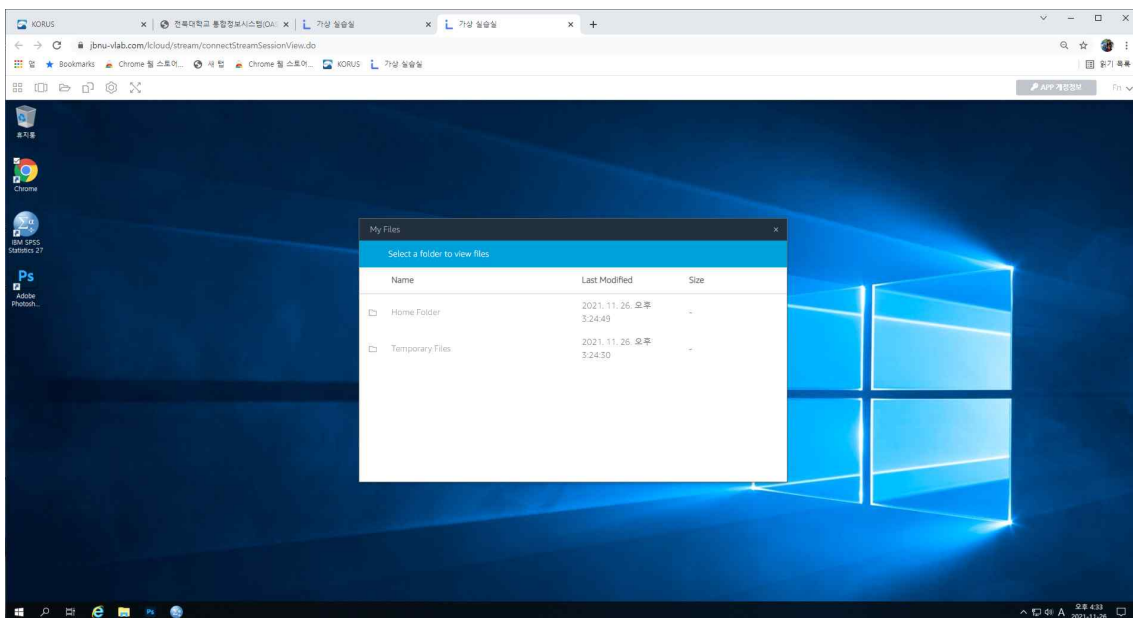 KORUS
전북대학교 통합정보시스템(OA:
가상 실습실
가상 실습실
jbnu-vlab.com/lcloud/stream/connectStreamSessionView.do
앱 Bookmarks Chrome 웹 스토어... 새 탭 Chrome 웹 스토어... KORUS 가상 실습실 읽기 목록
APP 계정정보 En
휴지통
Chrome
IBM SPSS
Statistics 27
Ps
Adobe
Photosh...
My Files
Select a folder to view files
Name Last Modified Size
Home Folder 2021. 11. 26. 오후
3:24:49 -
Temporary Files 2021. 11. 26. 오후
3:24:30 -
Ps
A 오후 4:33
2021-11-26